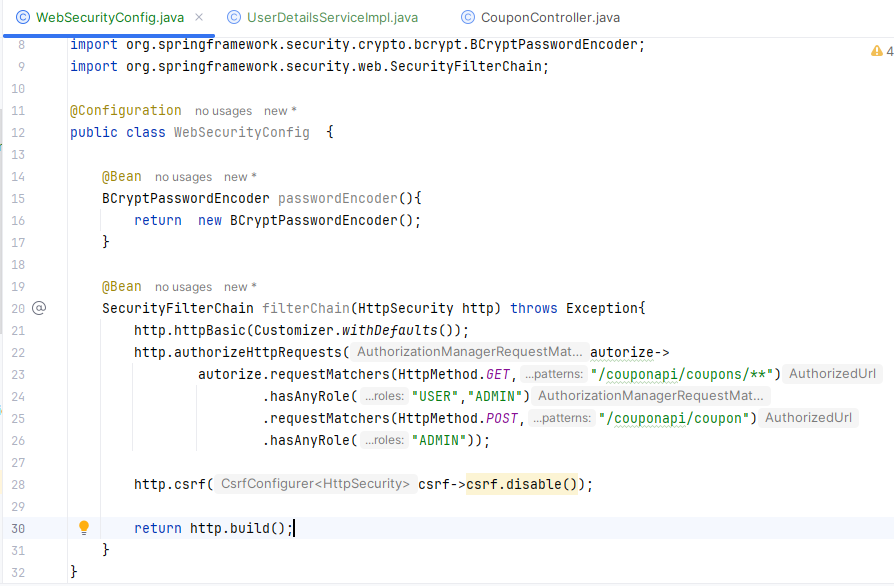 WebSecurityConfig.java × UserDetailsServiceImpl.java CouponController.java
8 import org.springframework.security.crypto.bcrypt.BCryptPasswordEncoder; 4
9 import org.springframework.security.web.SecurityFilterChain;
10
11 @Configuration no usages new *
12 public class WebSecurityConfig {
13
14 @Bean no usages new *
15 BCryptPasswordEncoder passwordEncoder(){
16 return new BCryptPasswordEncoder();
17 }
18
19 @Bean no usages new *
20 SecurityFilterChain filterChain(HttpSecurity http) throws Exception{
21 http.httpBasic(Customizer.withDefaults());
22 http.authorizeHttpRequests( AuthorizationManagerRequestMat... autorize->
23 autorize.requestMatchers(HttpMethod.GET, ...patterns: "/couponapi/coupons/**") AuthorizedUrl
24 .hasAnyRole( ...roles: "USER","ADMIN") AuthorizationManagerRequestMat...
25 .requestMatchers(HttpMethod.POST, ...patterns: "/couponapi/coupon") AuthorizedUrl
26 .hasAnyRole( ...roles: "ADMIN"));
27
28 http.csrf( CsrfConfigurer<HttpSecurity> csrf->csrf.disable());
29
30 return http.build();
31 }
32 }